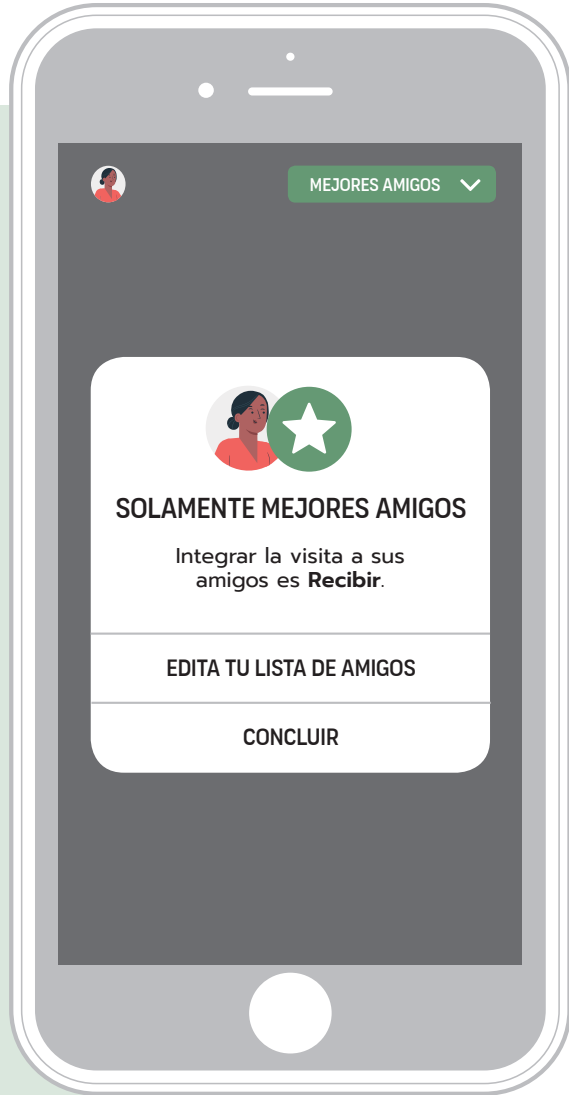 MEJORES AMIGOS
SOLAMENTE MEJORES AMIGOS
Integrar la visita a sus
amigos es Recibir.
EDITA TU LISTA DE AMIGOS
CONCLUIR